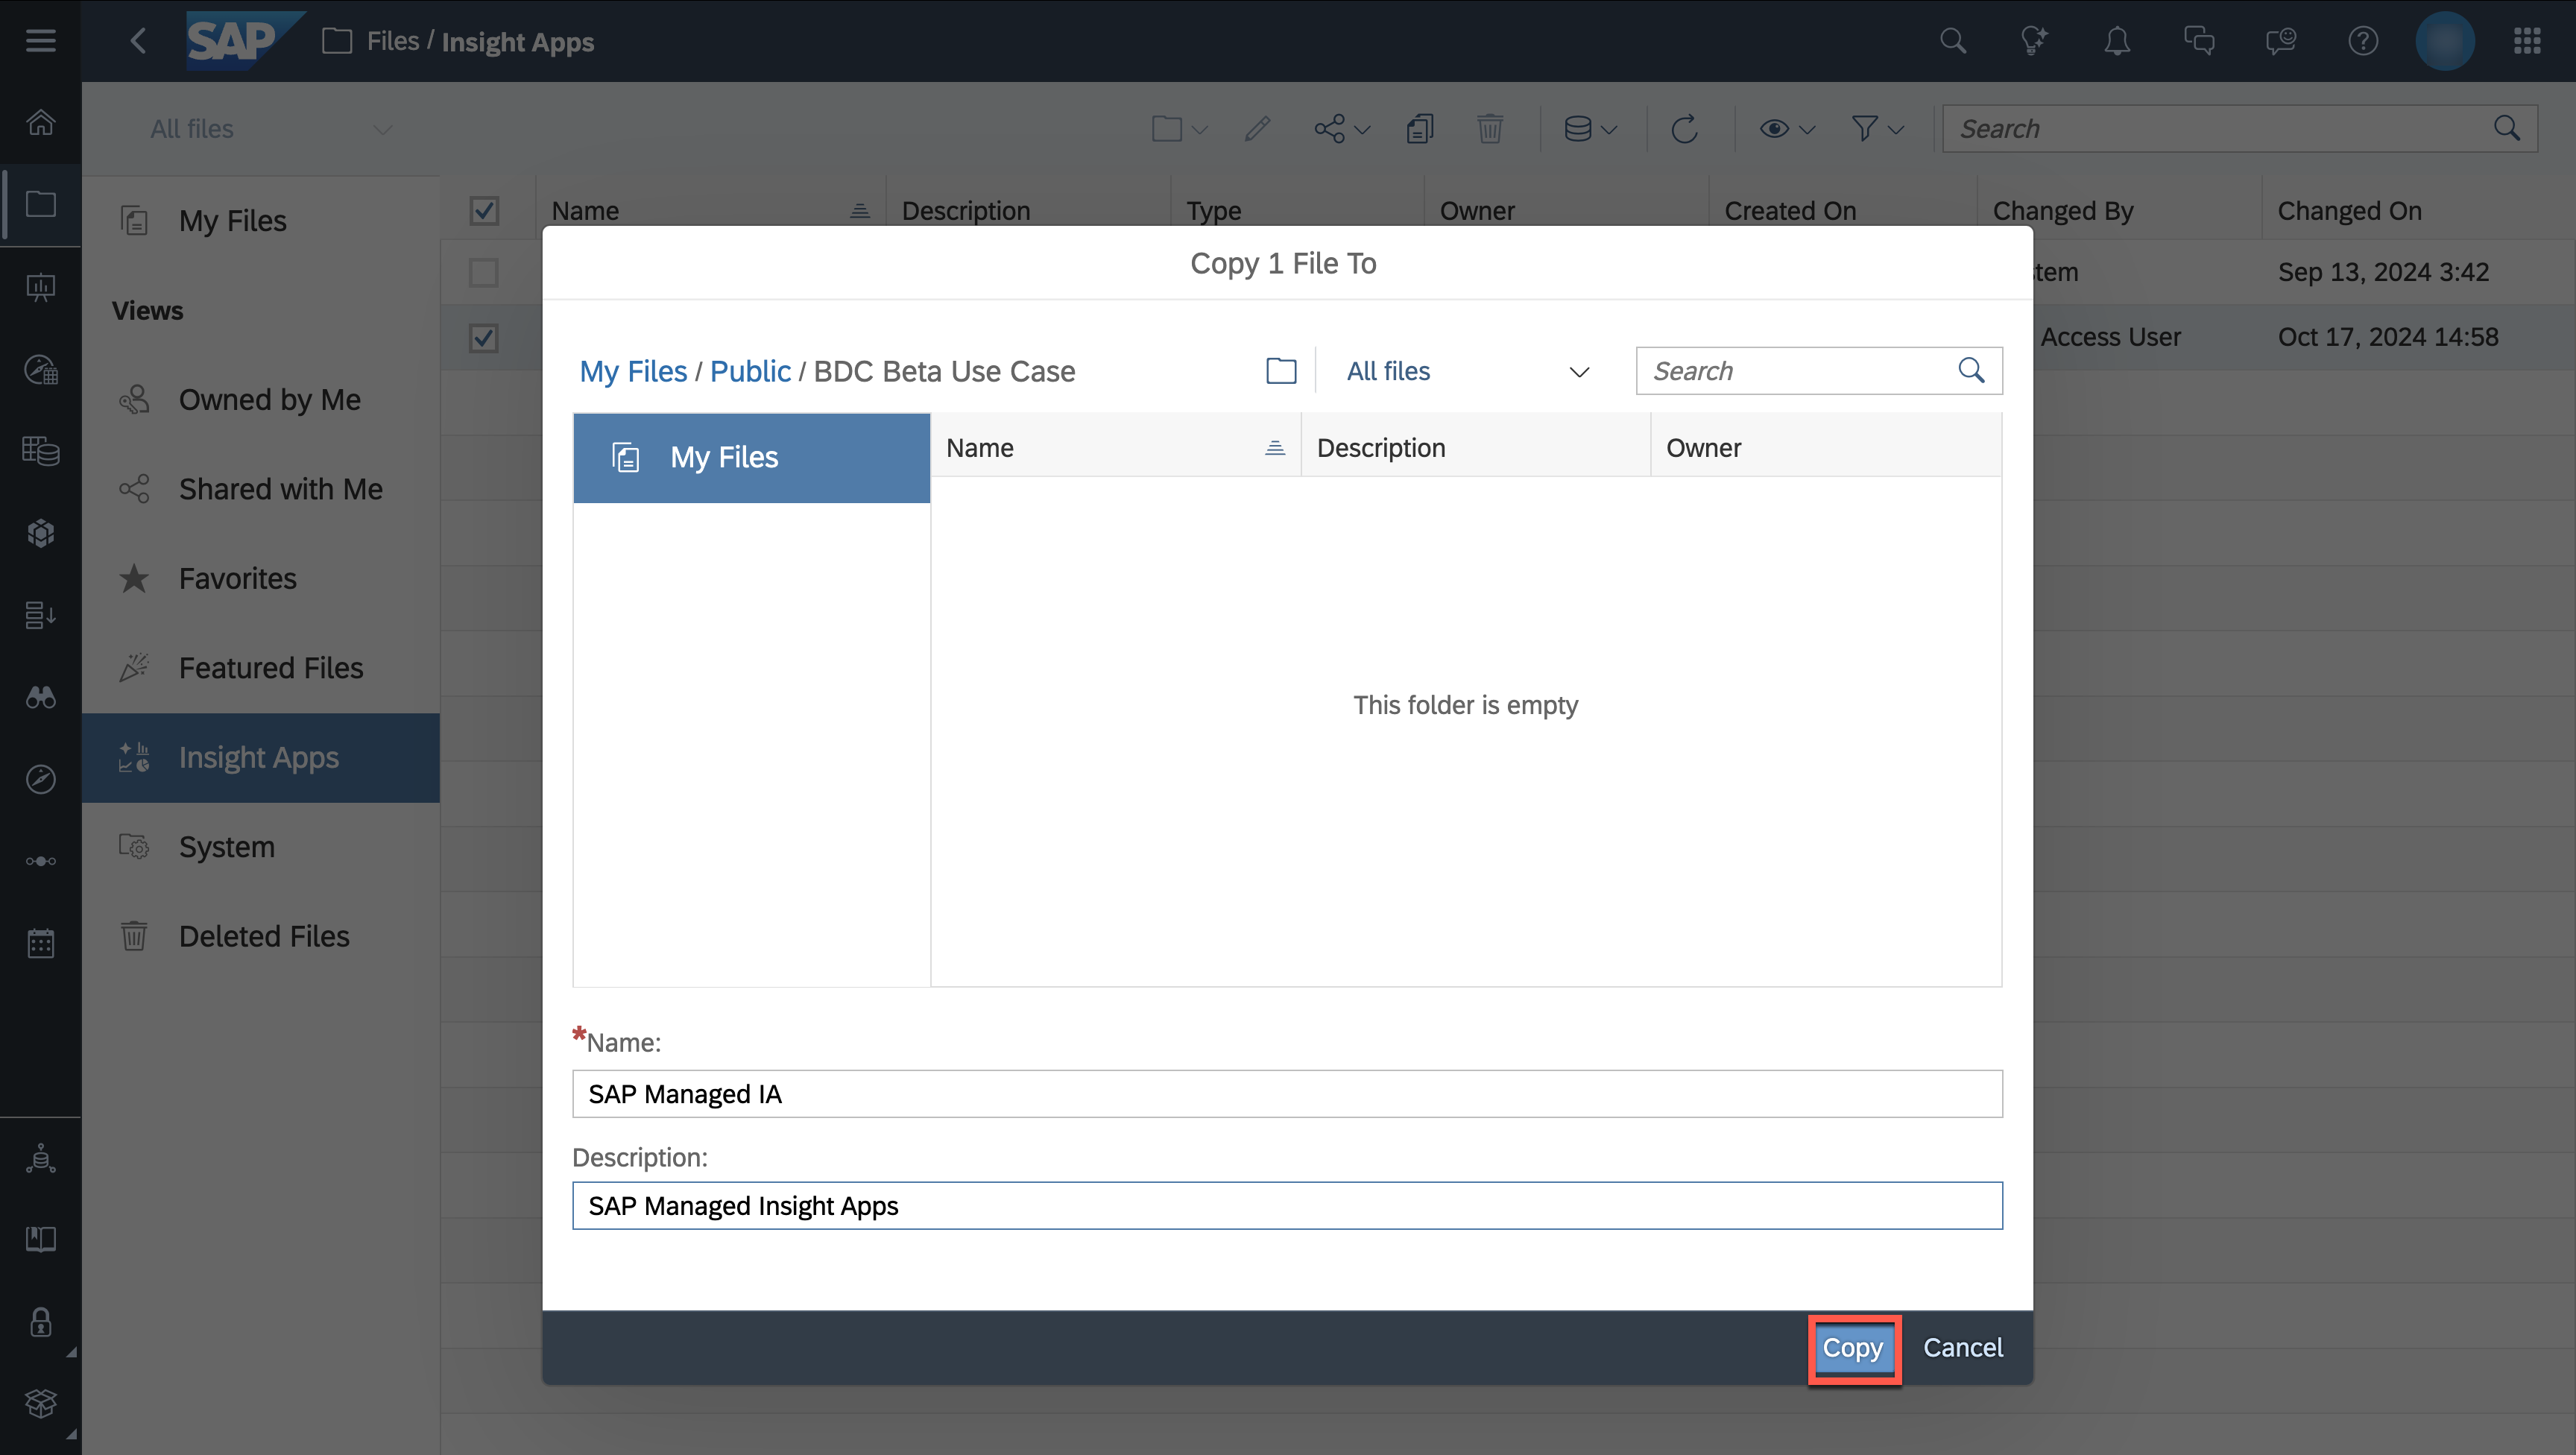 SAP Files / Insight Apps
All files
Search
My Files
Views
Owned by Me
Shared with Me
Favorites
Featured Files
Insight Apps
System
Deleted Files
Name Description Type Owner Created On Changed By Changed On
tem Sep 13, 2024 3:42
Access User Oct 17, 2024 14:58
Copy 1 File To
My Files / Public / BDC Beta Use Case All files Search
My Files
Name Description Owner
This folder is empty
*Name:
SAP Managed IA
Description:
SAP Managed Insight Apps
Copy Cancel